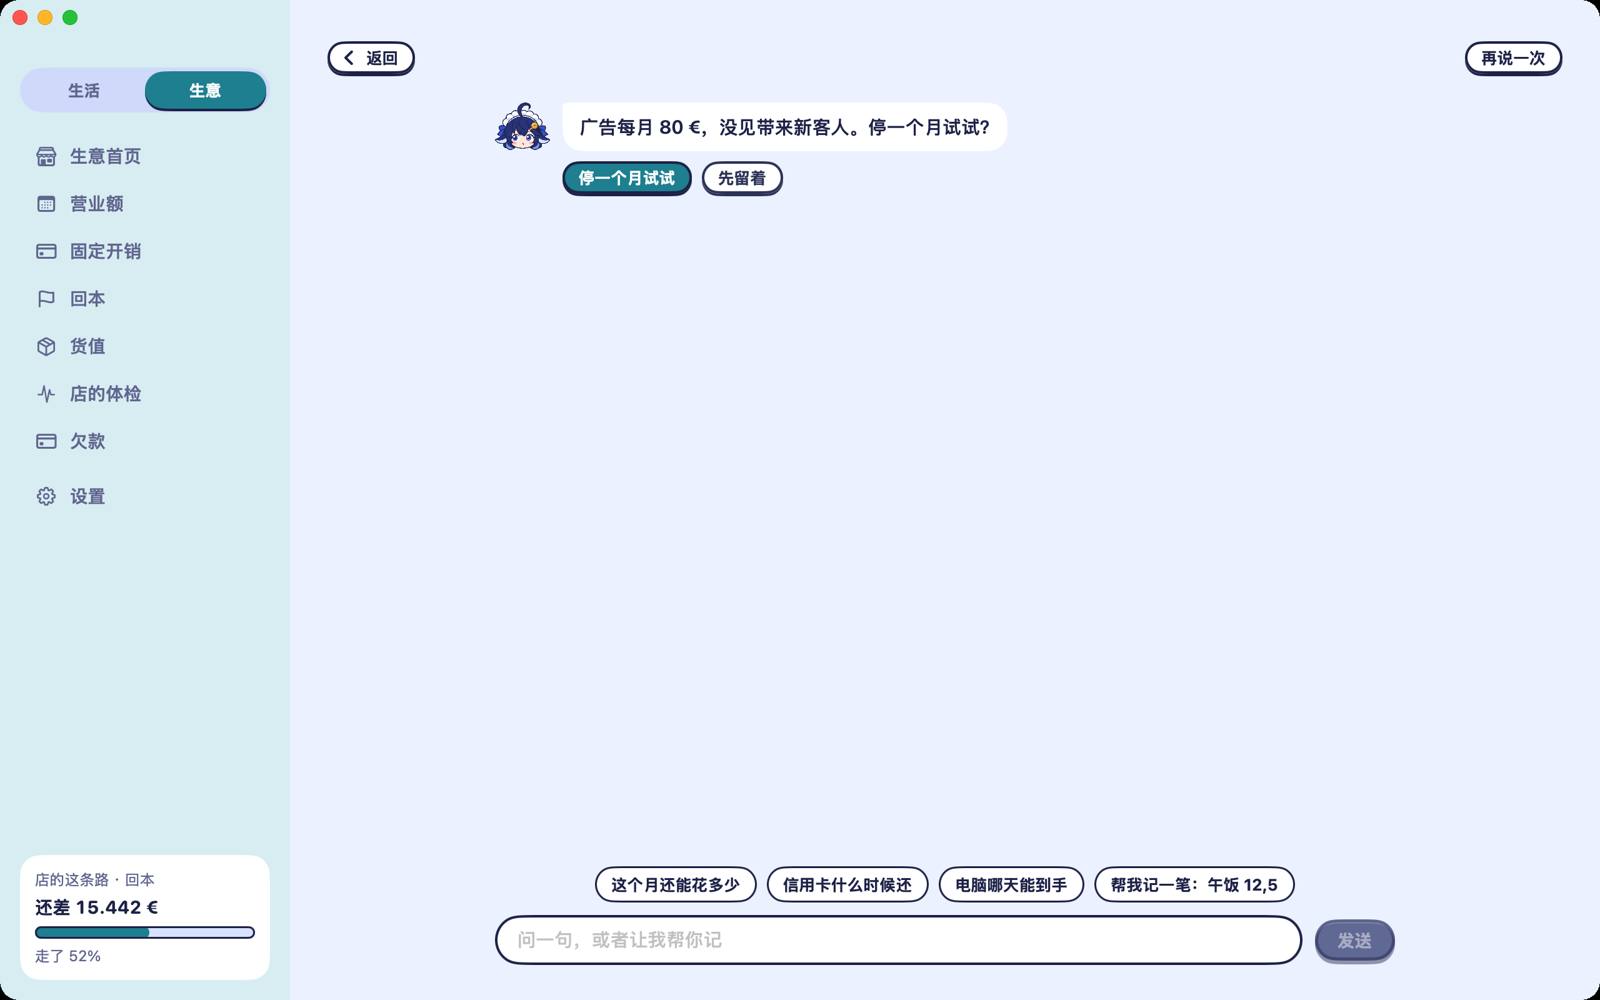 生活
生意
生意首页
营业额
固定开销
回本
货值
店的体检
欠款
设置
店的这条路 · 回本
还差 15.442 €
走了 52%
返回
再说一次
广告每月 80 €，没见带来新客人。停一个月试试？
停一个月试试
先留着
这个月还能花多少
信用卡什么时候还
电脑哪天能到手
帮我记一笔：午饭 12,5
问一句，或者让我帮你记
发送